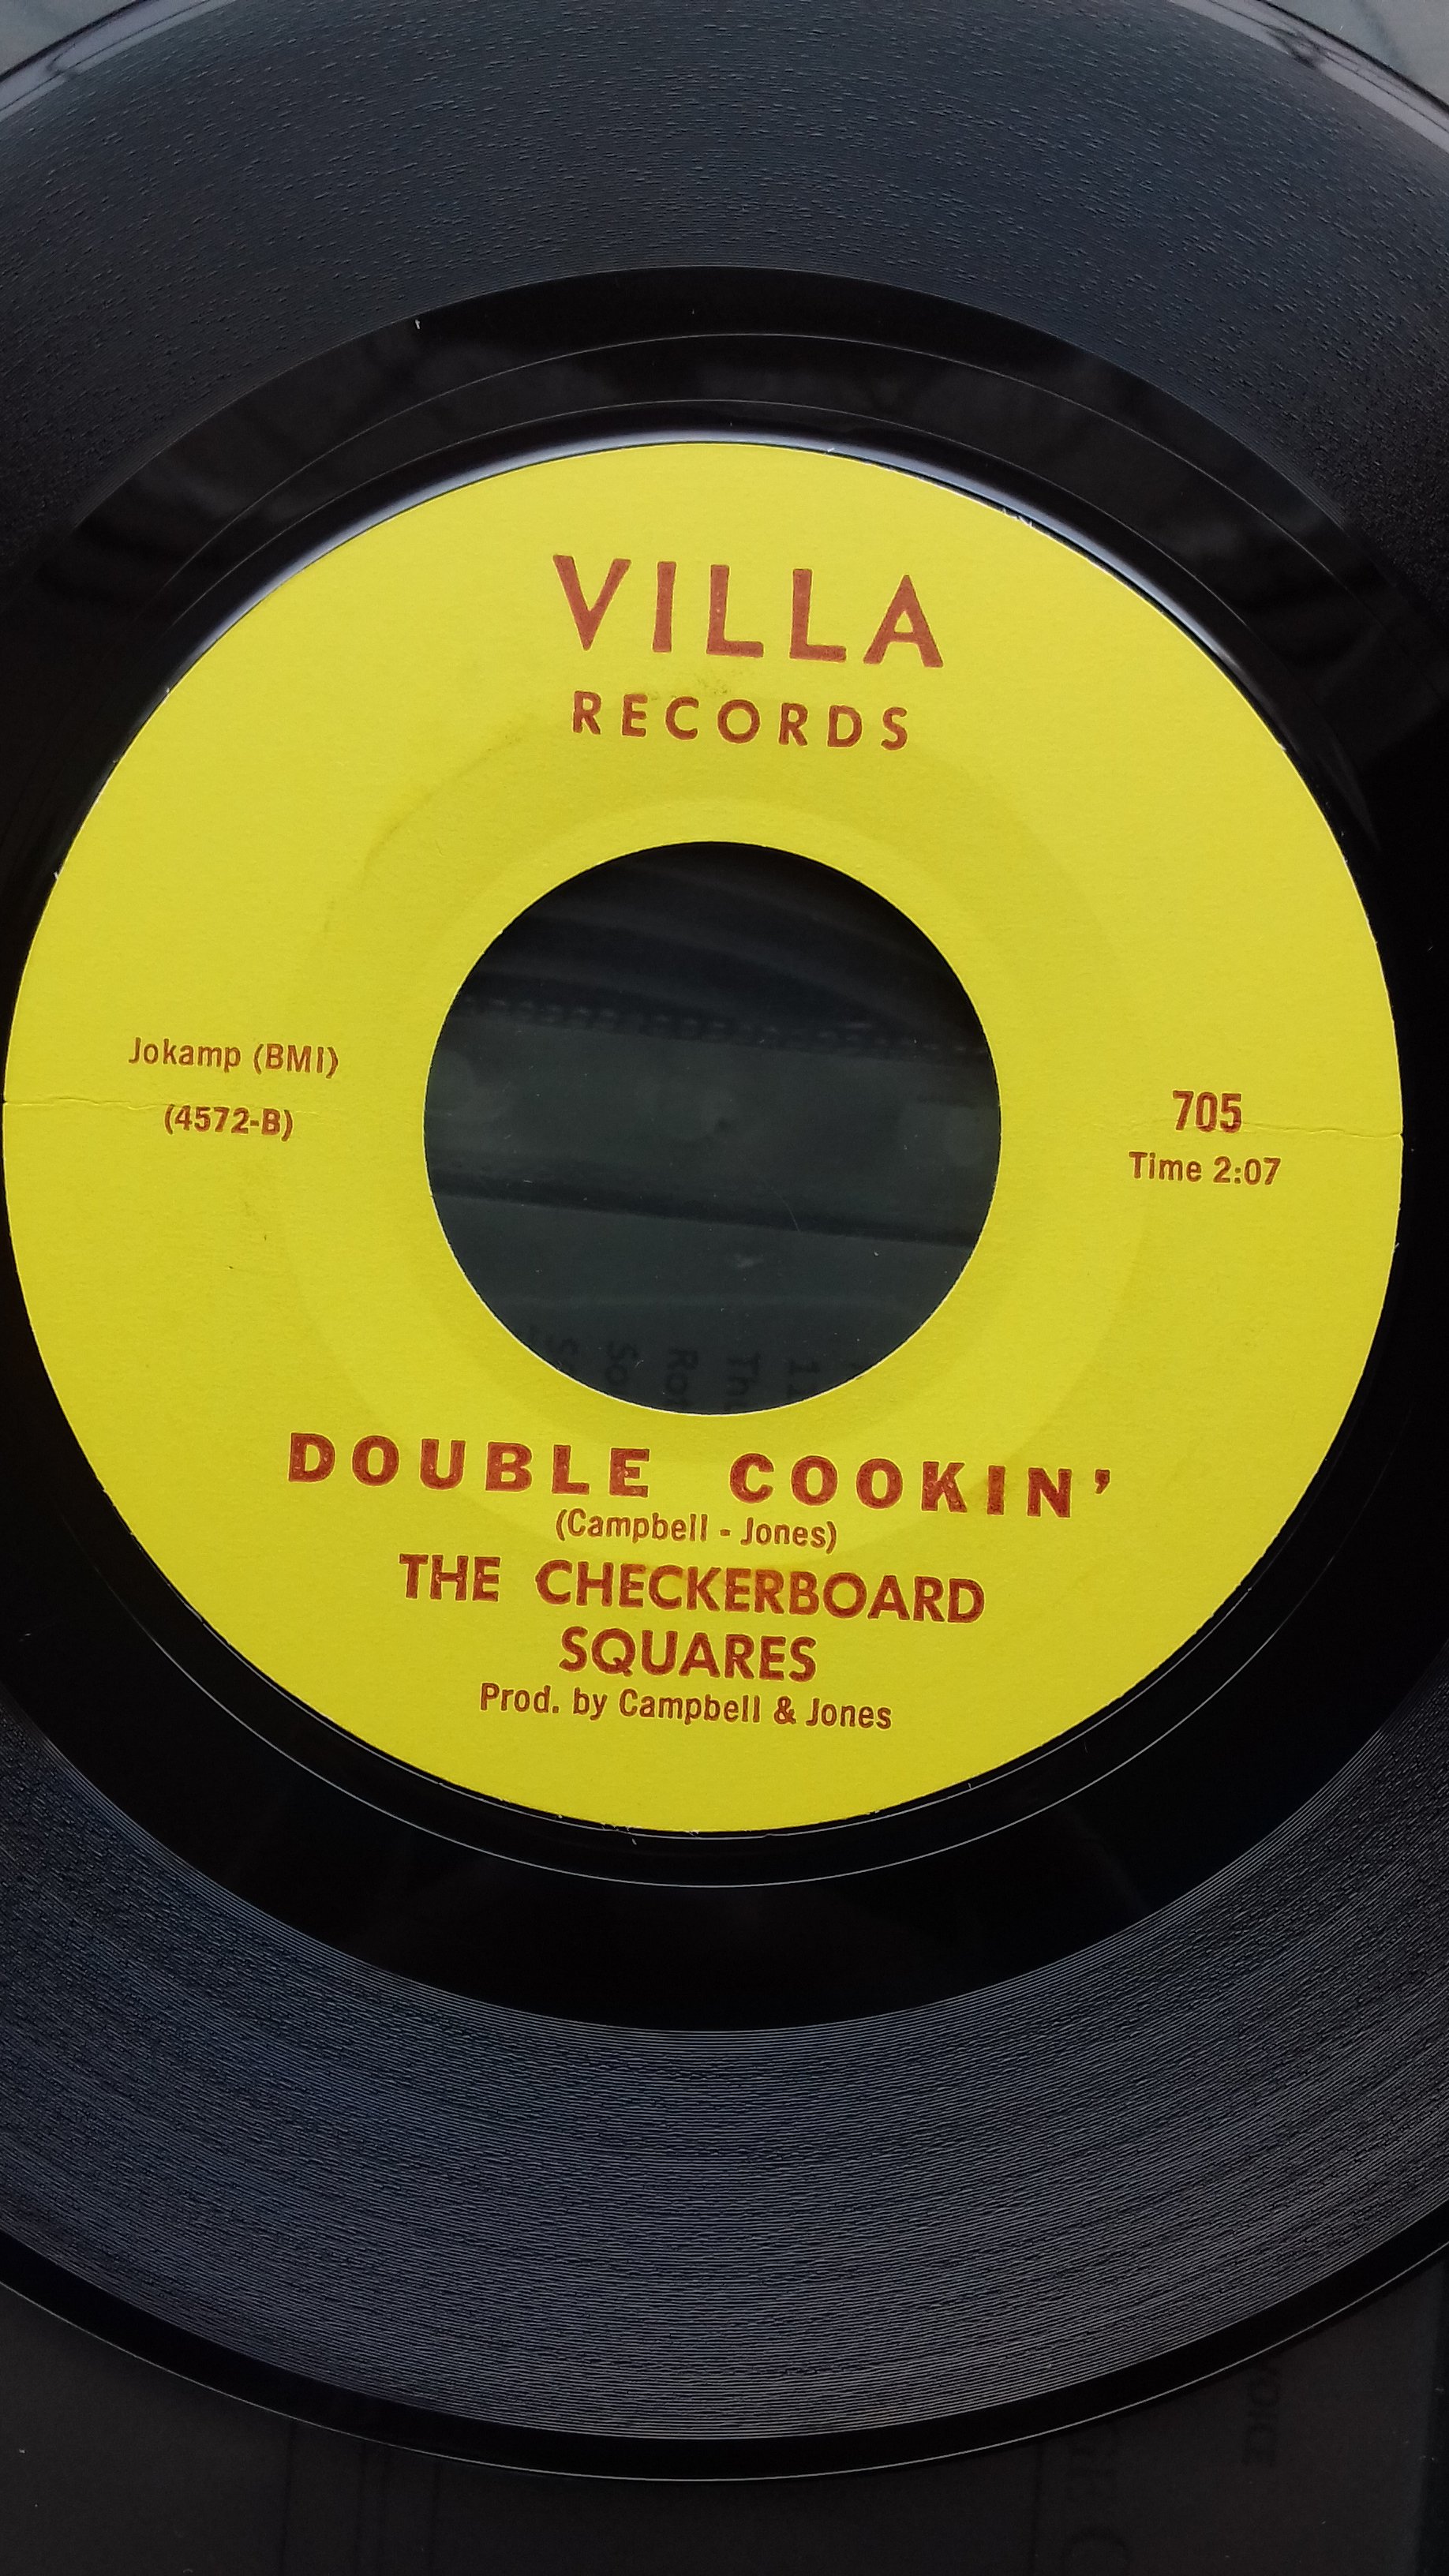 VILLA
RECORDS
Jokamp (BMI)
(4572-B)
705
Time 2:07
DOUBLE COOKIN'
(Campbell - Jones)
THE CHECKERBOARD
SQUARES
Prod. by Campbell & Jones